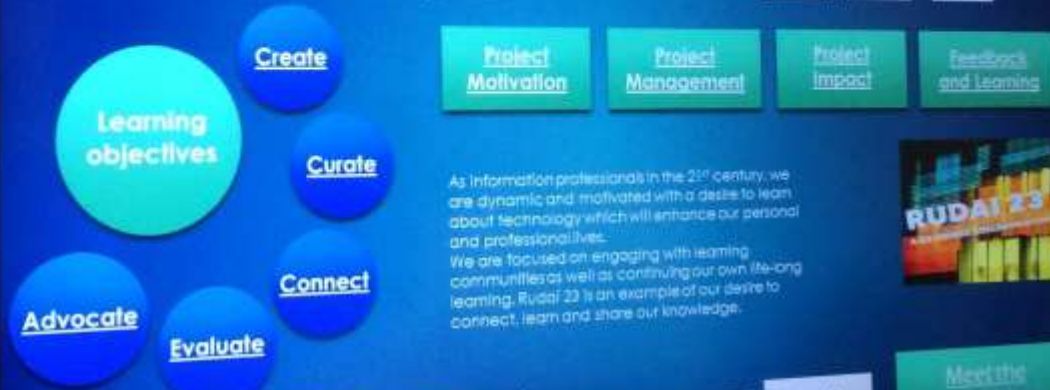 Learning
objectives
Create
Curate
Connect
Evaluate
Advocate
Project
Motivation
Project
Management
Project
Impact
Feedback
and Learning
As information professionals in the 21st century, we
are dynamic and motivated with a desire to learn
about technology which will enhance our personal
and professional lives.
We are focused on engaging with learning
communities as well as continuing our own life-long
learning. Rudai 23 is an example of our desire to
connect, learn and share our knowledge.
RUDAI 23
Meet the